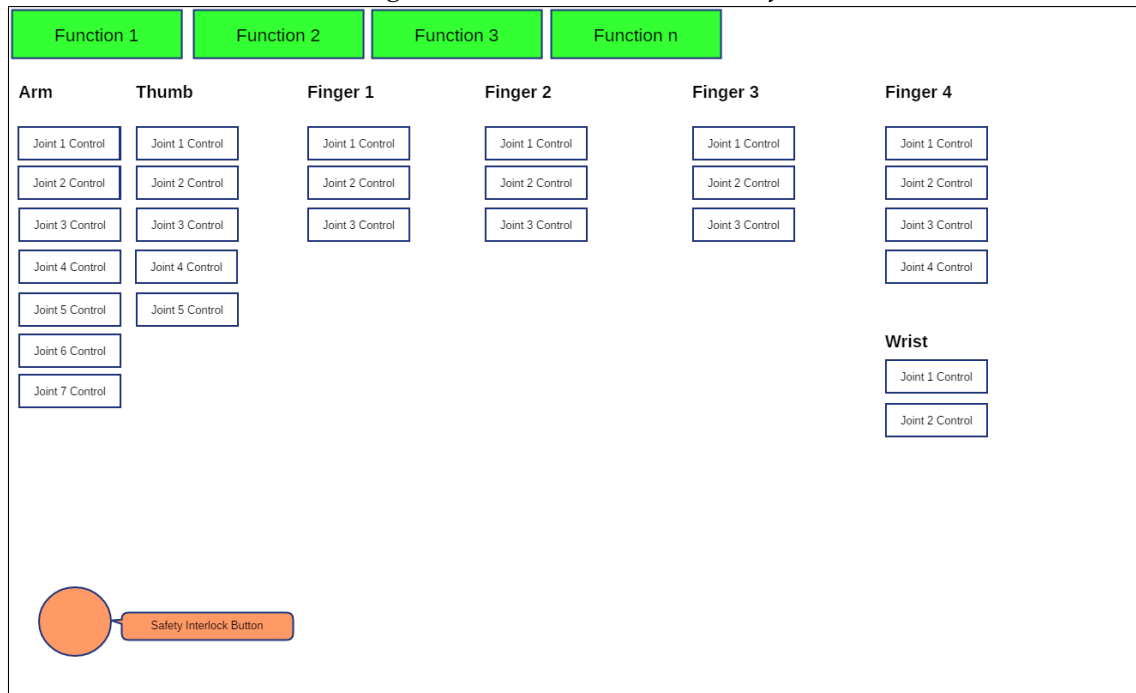 Function 1
Function 2
Function 3
Function n
Arm
Thumb
Finger 1
Finger 2
Finger 3
Finger 4
Joint 1 Control
Joint 1 Control
Joint 1 Control
Joint 1 Control
Joint 1 Control
Joint 1 Control
Joint 2 Control
Joint 2 Control
Joint 2 Control
Joint 2 Control
Joint 2 Control
Joint 2 Control
Joint 3 Control
Joint 3 Control
Joint 3 Control
Joint 3 Control
Joint 3 Control
Joint 3 Control
Joint 4 Control
Joint 4 Control
Joint 4 Control
Joint 5 Control
Joint 5 Control
Wrist
Joint 6 Control
Joint 1 Control
Joint 7 Control
Joint 2 Control
Safety Interlock Button